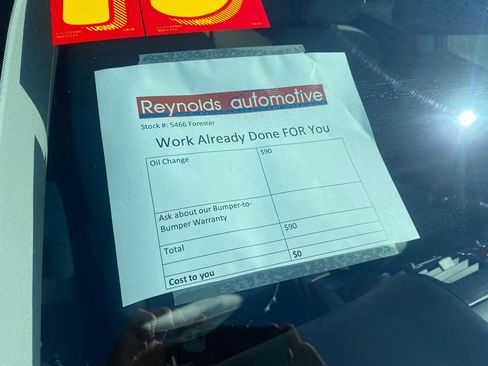 Reynolds automotive
Stock #: 5466 Forester
Work Already Done FOR You
Oil Change $90
Ask about our Bumper-to-
Bumper Warranty
Total $90
Cost to you $0